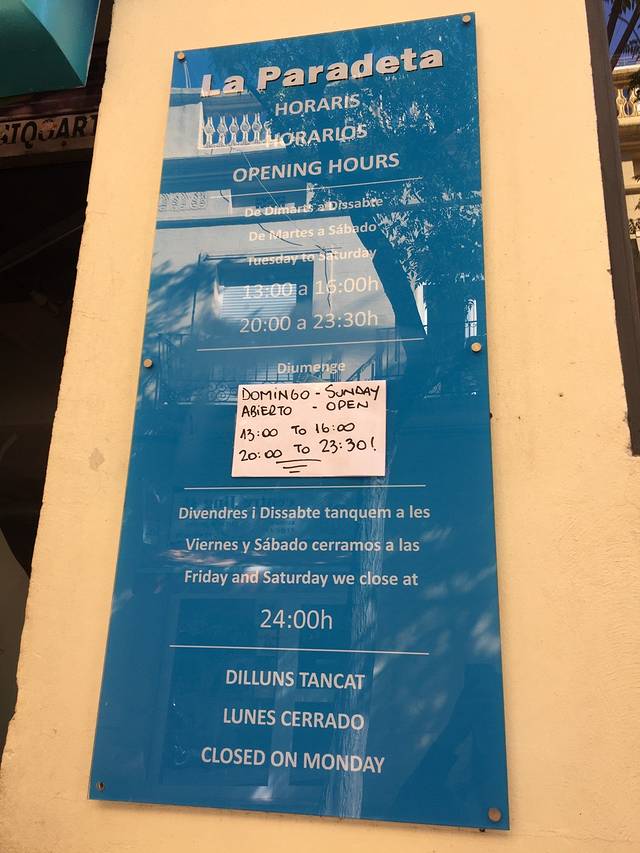 La Paradeta
HORARIS
HORARIOS
OPENING HOURS
De Dimarts a Dissabte
De Martes a Sábado
Tuesday to Saturday
13:00 a 16:00h
20:00 a 23:30h
Diumenge
DOMINGO - SUNDAY
ABIERTO - OPEN
13:00 TO 16:00
20:00 TO 23:30!
Divendres i Dissabte tanquem a les
Viernes y Sábado cerramos a las
Friday and Saturday we close at
24:00h
DILLUNS TANCAT
LUNES CERRADO
CLOSED ON MONDAY